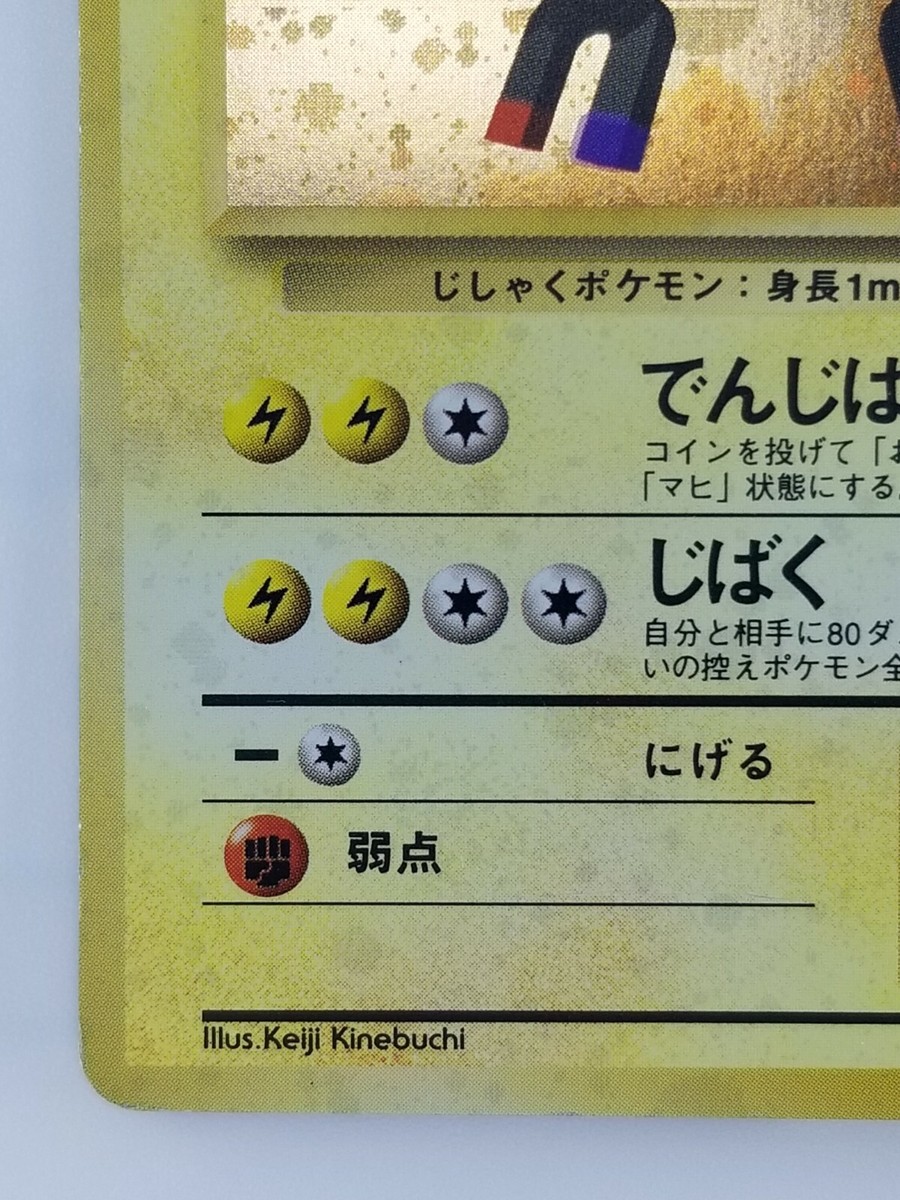 じしゃくポケモン：身長1m
でんじは
コインを投げて「お
「マヒ」状態にする。
じばく
自分と相手に80ダメ
いの控えポケモン全
にげる
弱点
Illus.Keiji Kinebuchi